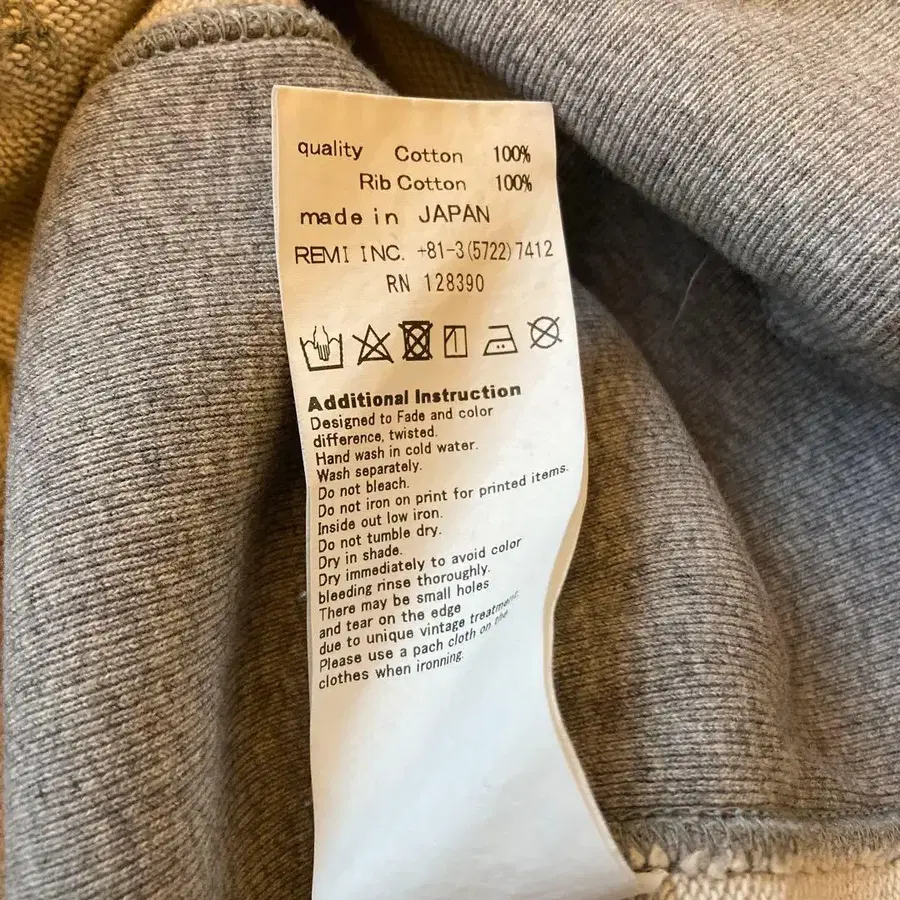 quality Cotton 100%
Rib Cotton 100%
made in JAPAN
REMI INC. +81-3(5722)7412
RN 128390
Additional Instruction
Designed to Fade and color
difference, twisted.
Hand wash in cold water.
Wash separately.
Do not bleach.
Do not iron on print for printed items.
Inside out low iron.
Do not tumble dry.
Dry in shade.
Dry immediately to avoid color
bleeding rinse thoroughly.
There may be small holes
and tear on the edge
due to unique vintage treatment.
Please use a pach cloth on the
clothes when ironning.